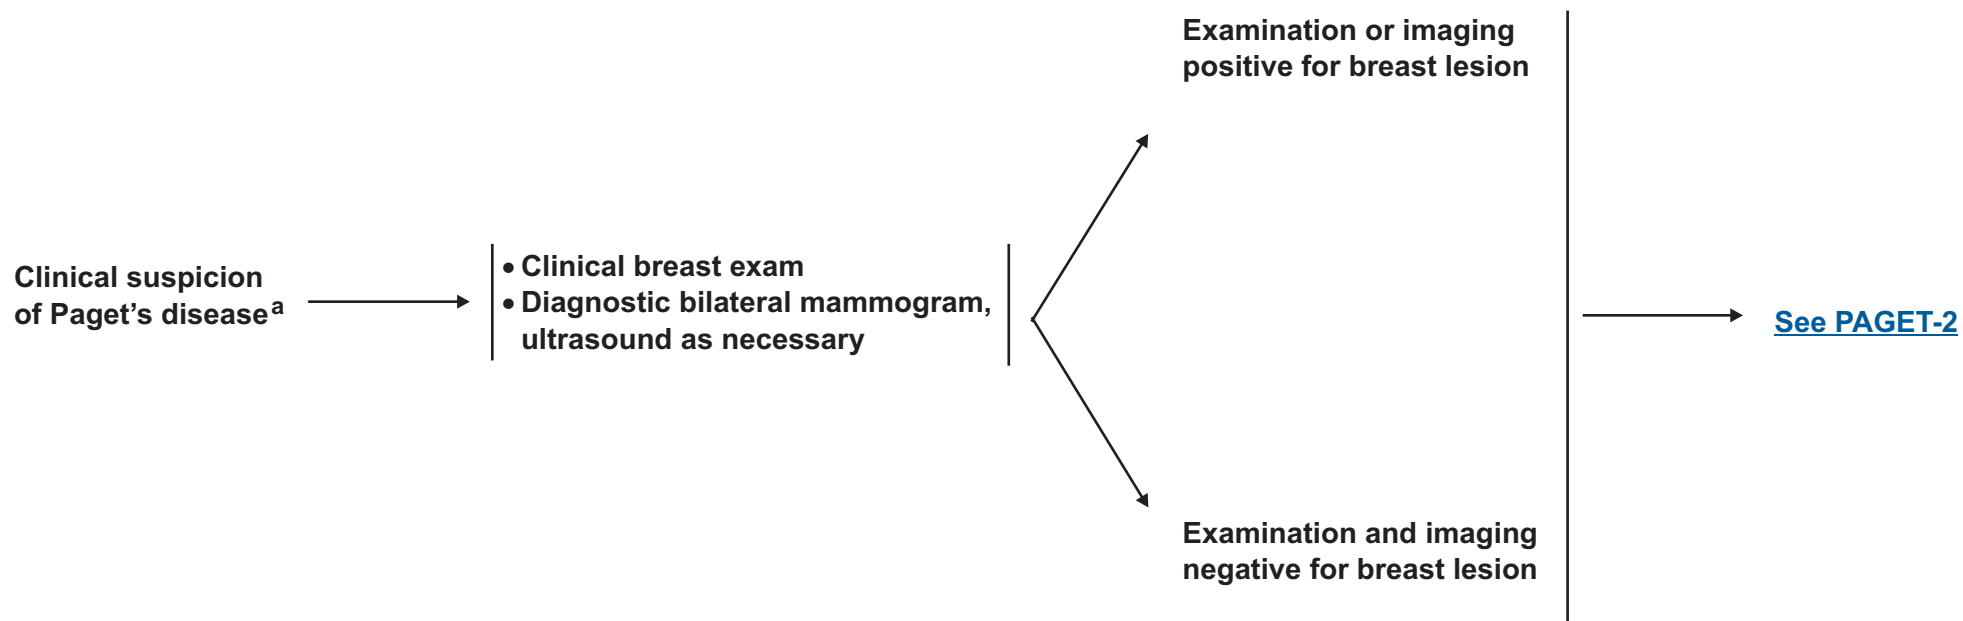 Clinical suspicion
of Paget’s disease a
• Clinical breast exam
• Diagnostic bilateral mammogram,
ultrasound as necessary
Examination or imaging
positive for breast lesion
Examination and imaging
negative for breast lesion
See PAGET-2